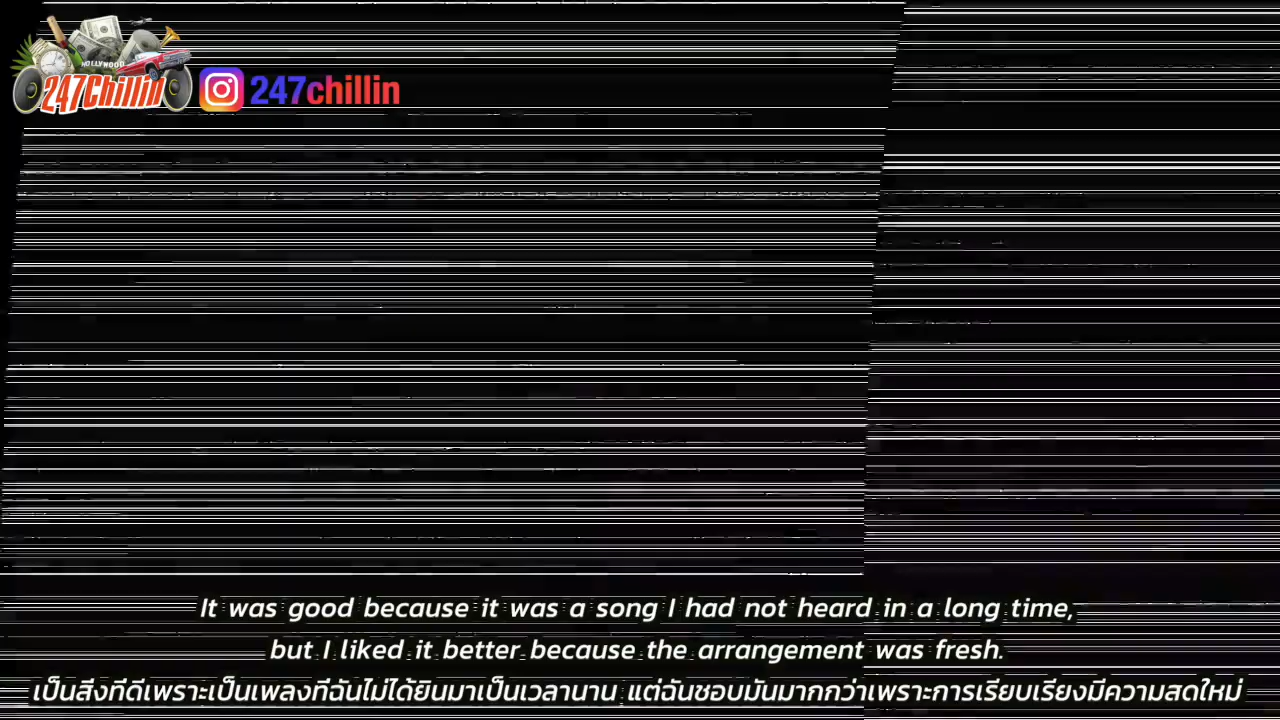 HOLLYWOOD
247Chillin
247chillin
It was good because it was a song I had not heard in a long time,
but I liked it better because the arrangement was fresh.
เป็นสิ่งที่ดีเพราะเป็นเพลงที่ฉันไม่ได้ยินมาเป็นเวลานาน แต่ฉันชอบมันมากกว่าเพราะการเรียบเรียงมีความสดใหม่